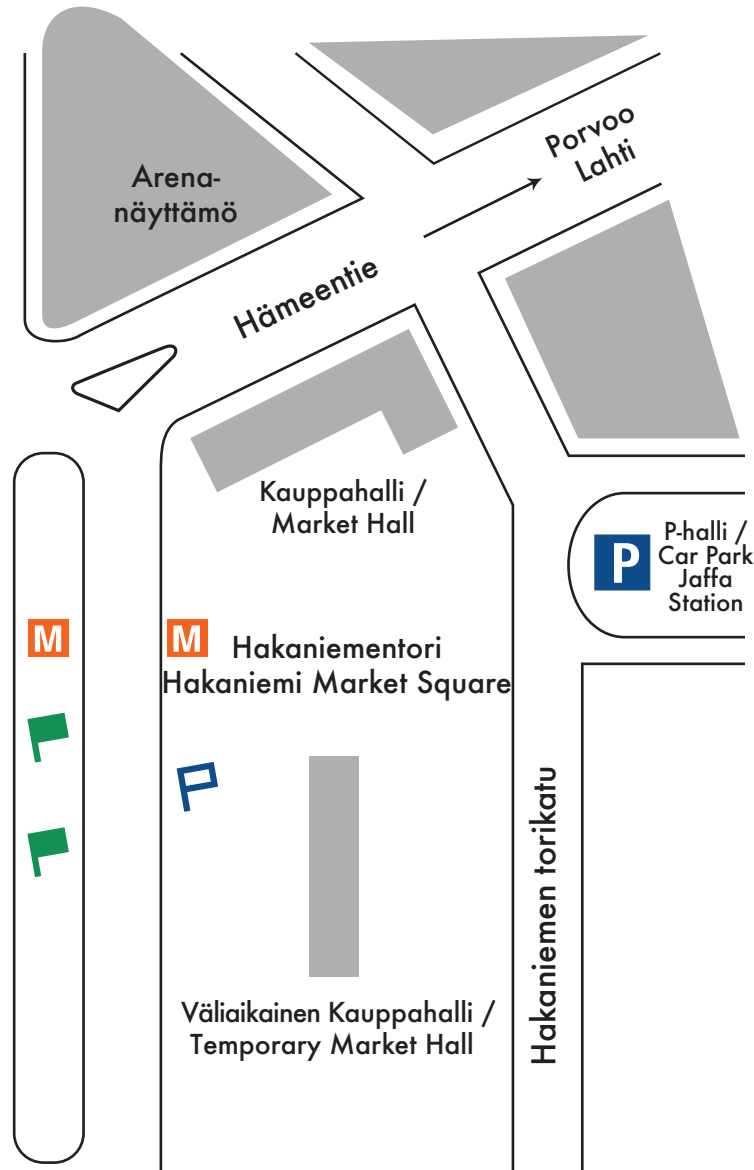 Porvoo
Lahti
Arena-
näyttämö
Hämeentie
Kauppahalli /
Market Hall
P
P-halli /
Car Park
Jaffa
Station
M
M
Hakaniementori
Hakaniemi Market Square
P
Hakaniemen torikatu
Väliaikainen Kauppahalli /
Temporary Market Hall